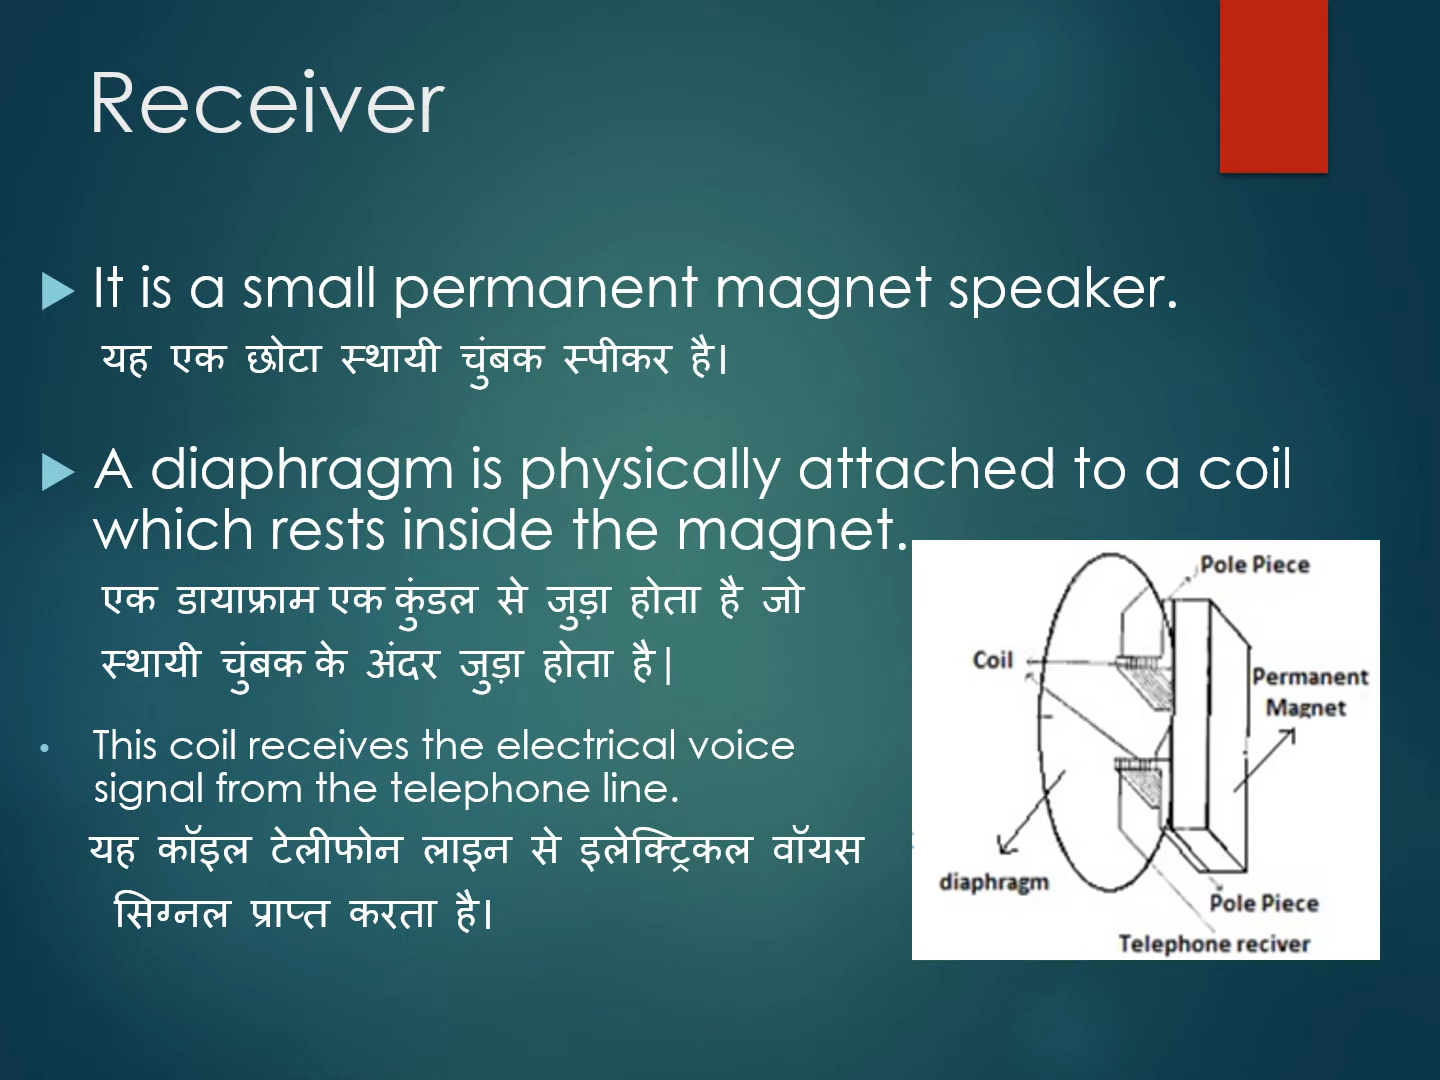 Receiver
It is a small permanent magnet speaker.
यह एक छोटा स्थायी चुंबक स्पीकर है।
A diaphragm is physically attached to a coil
which rests inside the magnet.
एक डायाफ्राम एक कुंडल से जुड़ा होता है जो
स्थायी चुंबक के अंदर जुड़ा होता है|
This coil receives the electrical voice
signal from the telephone line.
यह कॉइल टेलीफोन लाइन से इलेक्ट्रिकल वॉयस
सिग्नल प्राप्त करता है।
Pole Piece
Coil
Permanent
Magnet
diaphragm
Pole Piece
Telephone reciver